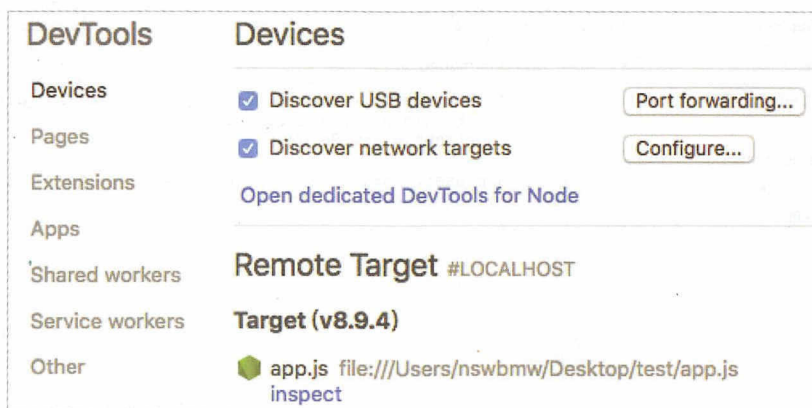 DevTools
Devices
Pages
Extensions
Apps
Shared workers
Service workers
Other
Devices
Discover USB devices
Port forwarding...
Discover network targets
Configure...
Open dedicated DevTools for Node
Remote Target #LOCALHOST
Target (v8.9.4)
app.js file:///Users/nswbmw/Desktop/test/app.js
inspect